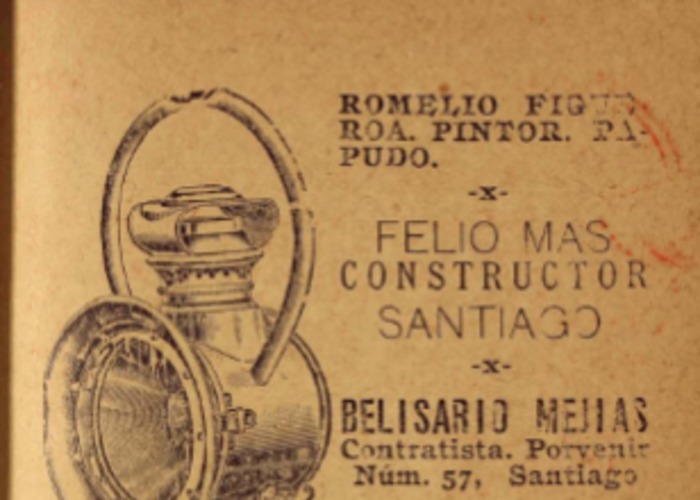 ROMELIO FIGUE-
ROA. PINTOR. PA-
PUDO.
-x-
FELIO MAS
CONSTRUCTOR
SANTIAGO
-x-
BELISARIO MEJIAS
Contratista. Porvenir
Núm. 57, Santiago